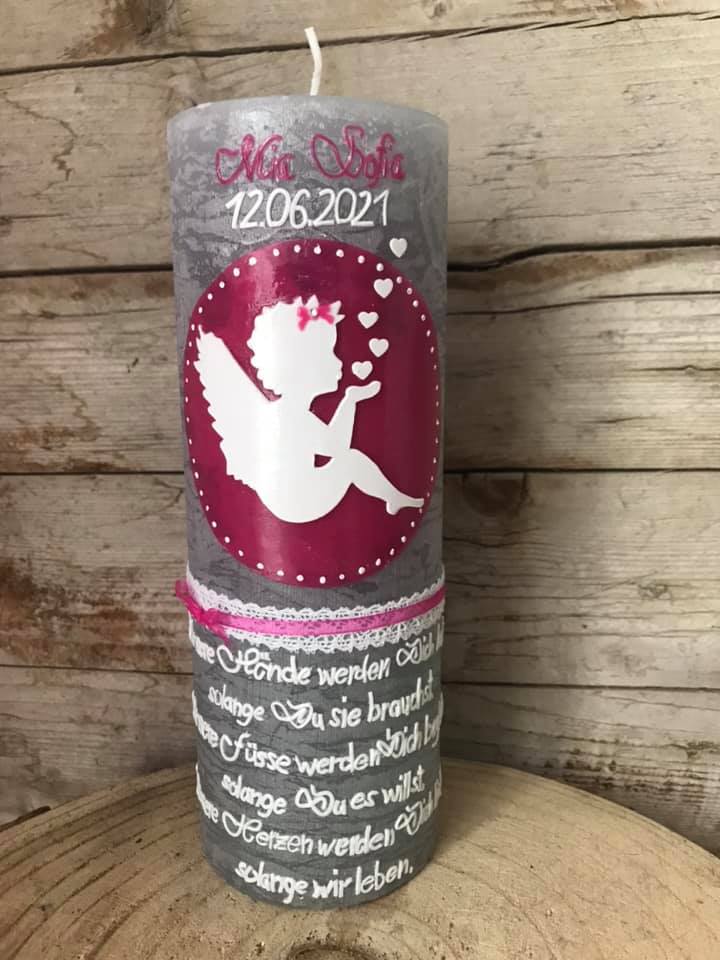 Mia Sofia
12.06.2021
Hände werden Dich
solange Du sie brauchst
Füsse werden Dich
solange Du es willst,
Herzen werden Dich
solange wir leben.